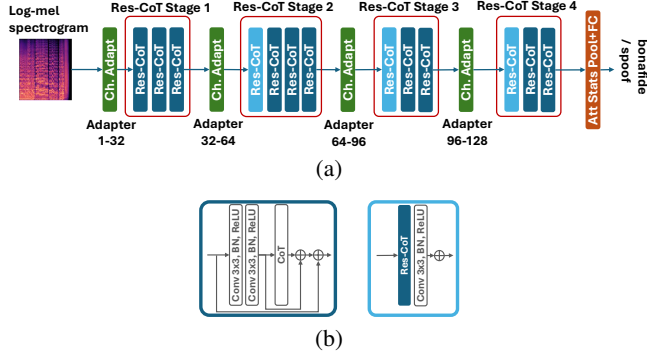 Log-mel
spectrogram
Res-CoT Stage 1
Res-CoT Stage 2
Res-CoT Stage 3
Res-CoT Stage 4
Ch. Adapt
Res-CoT
Res-CoT
Res-CoT
Ch. Adapt
Res-CoT
Res-CoT
Res-CoT
Res-CoT
Ch. Adapt
Res-CoT
Res-CoT
Res-CoT
Ch. Adapt
Res-CoT
Res-CoT
Res-CoT
Att Stats Pool+FC
bonafide
/ spoof
Adapter
1-32
Adapter
32-64
Adapter
64-96
Adapter
96-128
(a)
Conv 3x3, BN, ReLU
Conv 3x3, BN, ReLU
CoT
Res-CoT
Conv 3x3, BN, ReLU
(b)